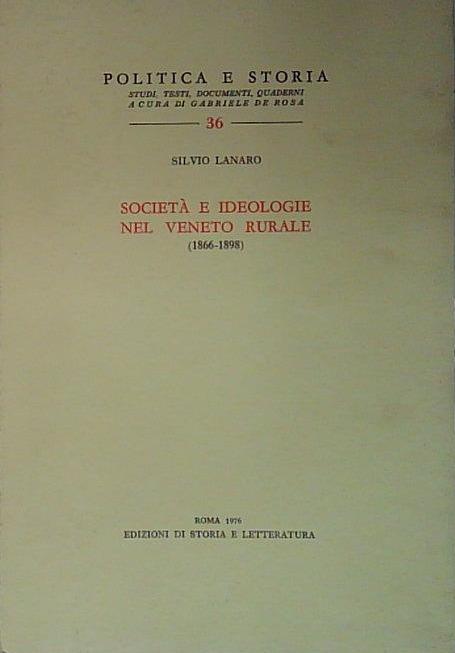 POLITICA E STORIA
STUDI, TESTI, DOCUMENTI, QUADERNI
A CURA DI GABRIELE DE ROSA
36
SILVIO LANARO
SOCIETÀ E IDEOLOGIE
NEL VENETO RURALE
(1866-1898)
ROMA 1976
EDIZIONI DI STORIA E LETTERATURA